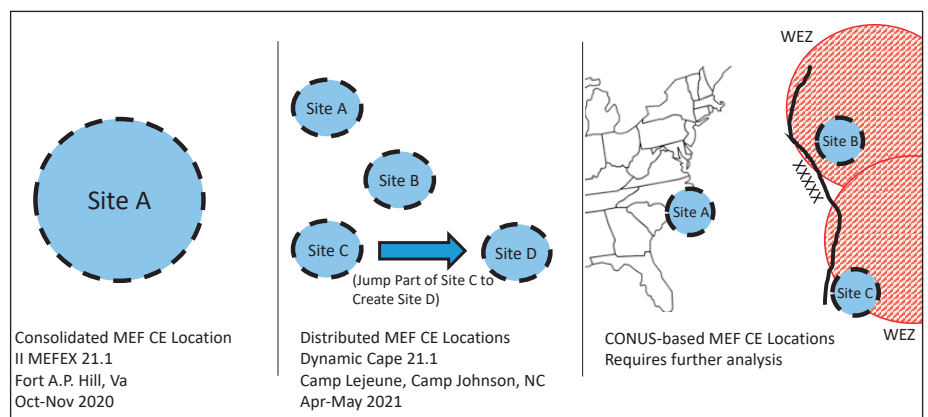 Site A
Consolidated MEF CE Location
II MEFEX 21.1
Fort A.P. Hill, Va
Oct-Nov 2020
Site A
Site B
Site C
Site D
(Jump Part of Site C to
Create Site D)
Distributed MEF CE Locations
Dynamic Cape 21.1
Camp Lejeune, Camp Johnson, NC
Apr-May 2021
WEZ
Site B
XXXXX
Site A
Site C
WEZ
CONUS-based MEF CE Locations
Requires further analysis